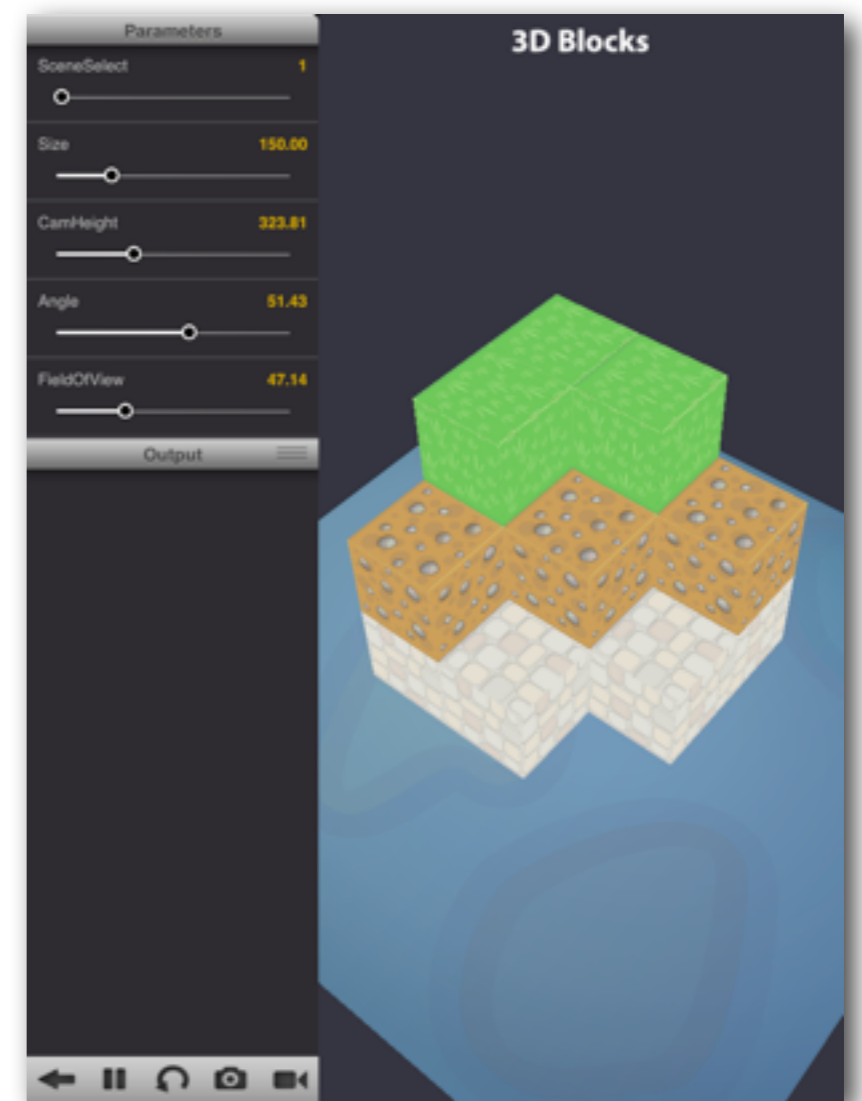 Parameters
3D Blocks
SceneSelect 1
Size 150.00
CamHeight 323.81
Angle 51.43
FieldOfView 47.14
Output